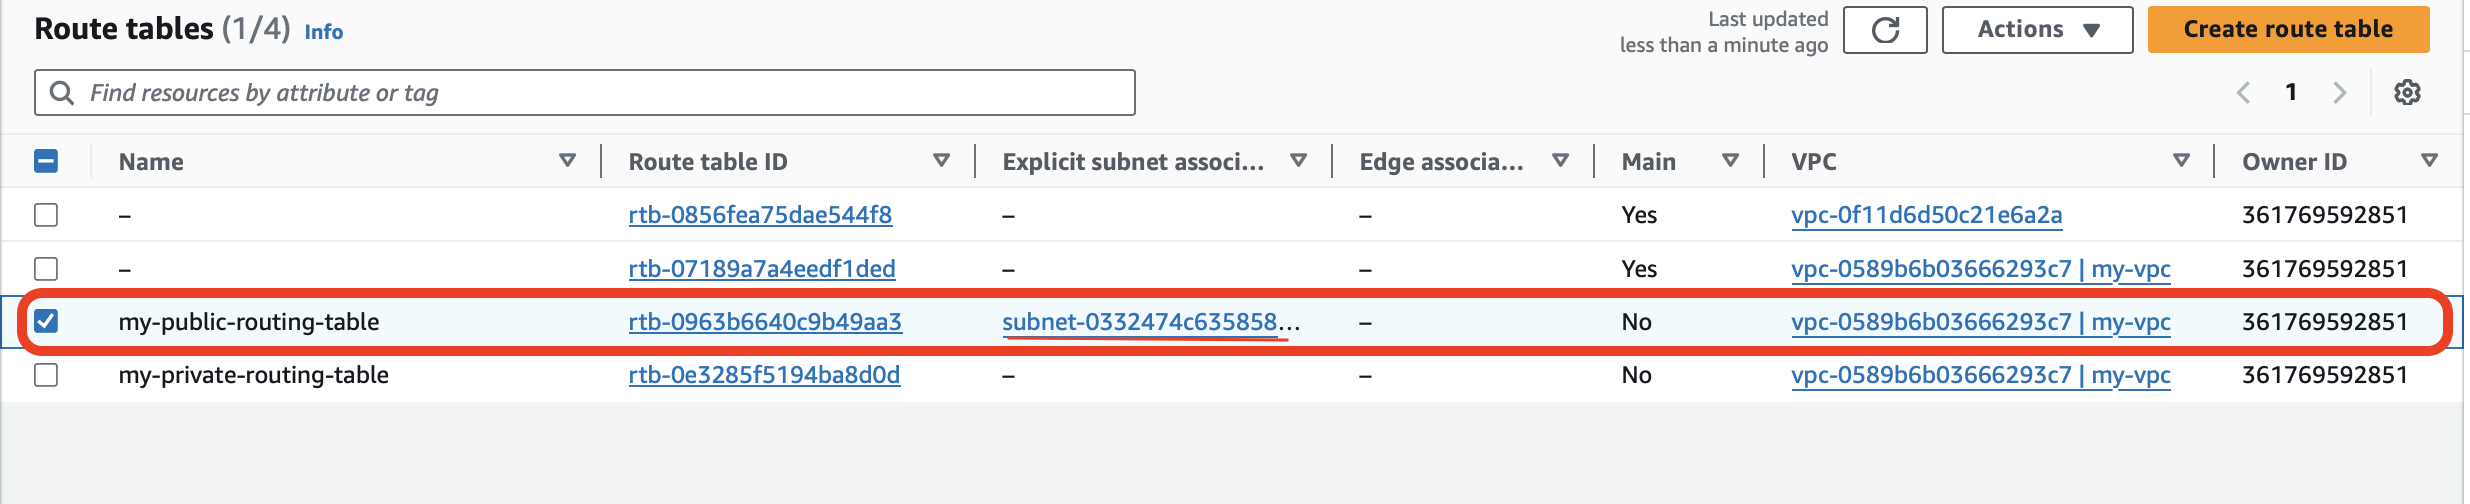 Route tables (1/4) Info
Last updated
less than a minute ago
Actions
Create route table
Find resources by attribute or tag
1
Name Route table ID Explicit subnet associ... Edge associa... Main VPC Owner ID
– rtb-0856fea75dae544f8 – – Yes vpc-0f11d6d50c21e6a2a 361769592851
– rtb-07189a7a4eedf1ded – – Yes vpc-0589b6b03666293c7 | my-vpc 361769592851
my-public-routing-table rtb-0963b6640c9b49aa3 subnet-0332474c635858... – No vpc-0589b6b03666293c7 | my-vpc 361769592851
my-private-routing-table rtb-0e3285f5194ba8d0d – – No vpc-0589b6b03666293c7 | my-vpc 361769592851